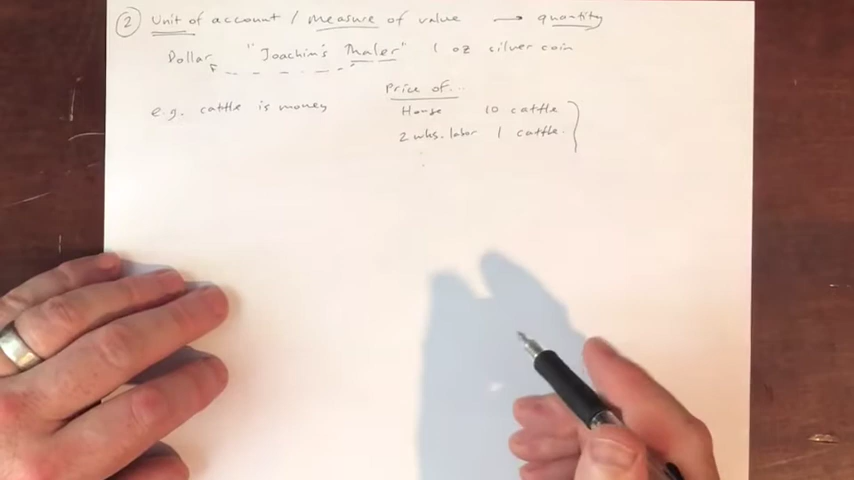 ② Unit of account / measure of value → quantity
Dollar "Joachim's Thaler" 1 oz silver coin
Price of...
e.g. cattle is money
House 10 cattle
2 wks. labor 1 cattle.